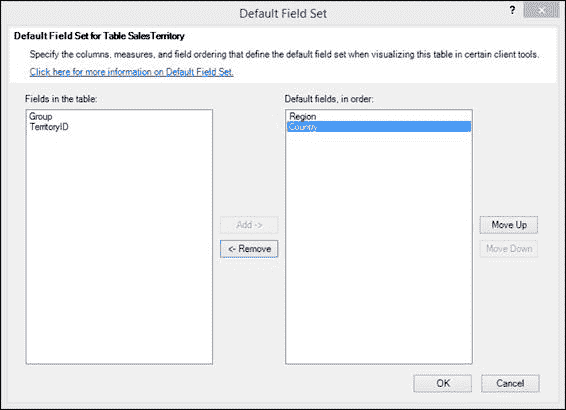 Default Field Set
?
Default Field Set for Table SalesTerritory
Specify the columns, measures, and field ordering that define the default field set when visualizing this table in certain client tools.
Click here for more information on Default Field Set.
Fields in the table:
Default fields, in order:
Group
TerritoryID
Region
Country
Add ->
<- Remove
Move Up
Move Down
OK
Cancel